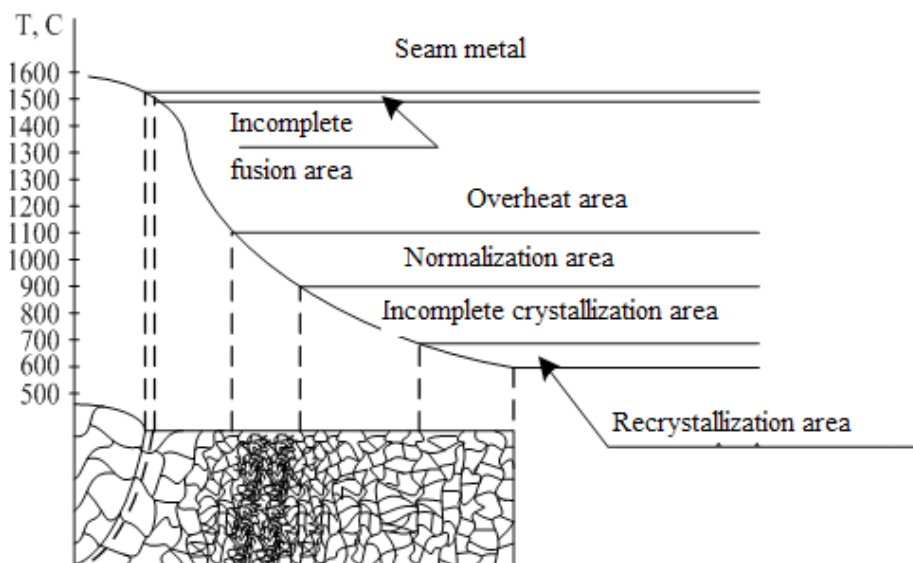 T, C
Seam metal
1600
1500
1400
1300
1200
1100
1000
900
800
700
600
500
Incomplete
fusion area
Overheat area
Normalization area
Incomplete crystallization area
Recrystallization area